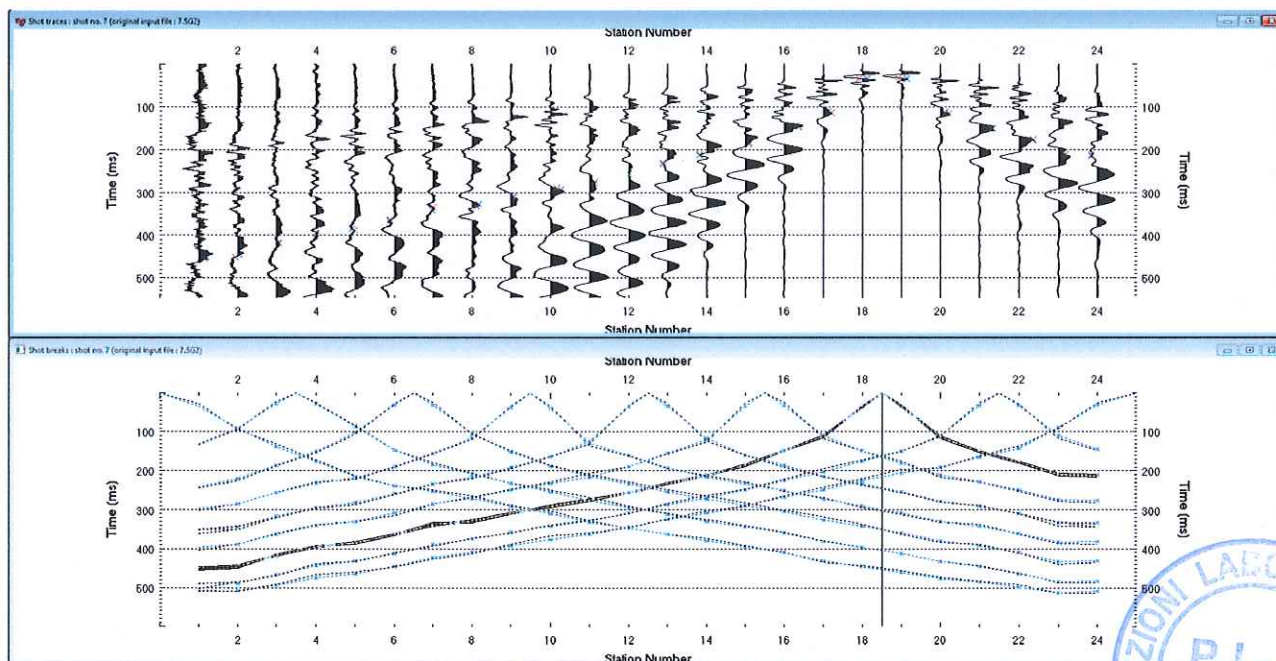 Shot traces : shot no. 7 (original input file : 7.SG2)
Station Number
2 4 6 8 10 12 14 16 18 20 22 24
100 100
200 200
300 300
400 400
500 500
Time (ms)
Time (ms)
2 4 6 8 10 12 14 16 18 20 22 24
Station Number
Shot breaks : shot no. 7 (original input file : 7.SG2)
Station Number
2 4 6 8 10 12 14 16 18 20 22 24
100 100
200 200
300 300
400 400
500 500
Time (ms)
Time (ms)
2 4 6 8 10 12 14 16 18 20 22 24
Station Number
ZIONI LABO